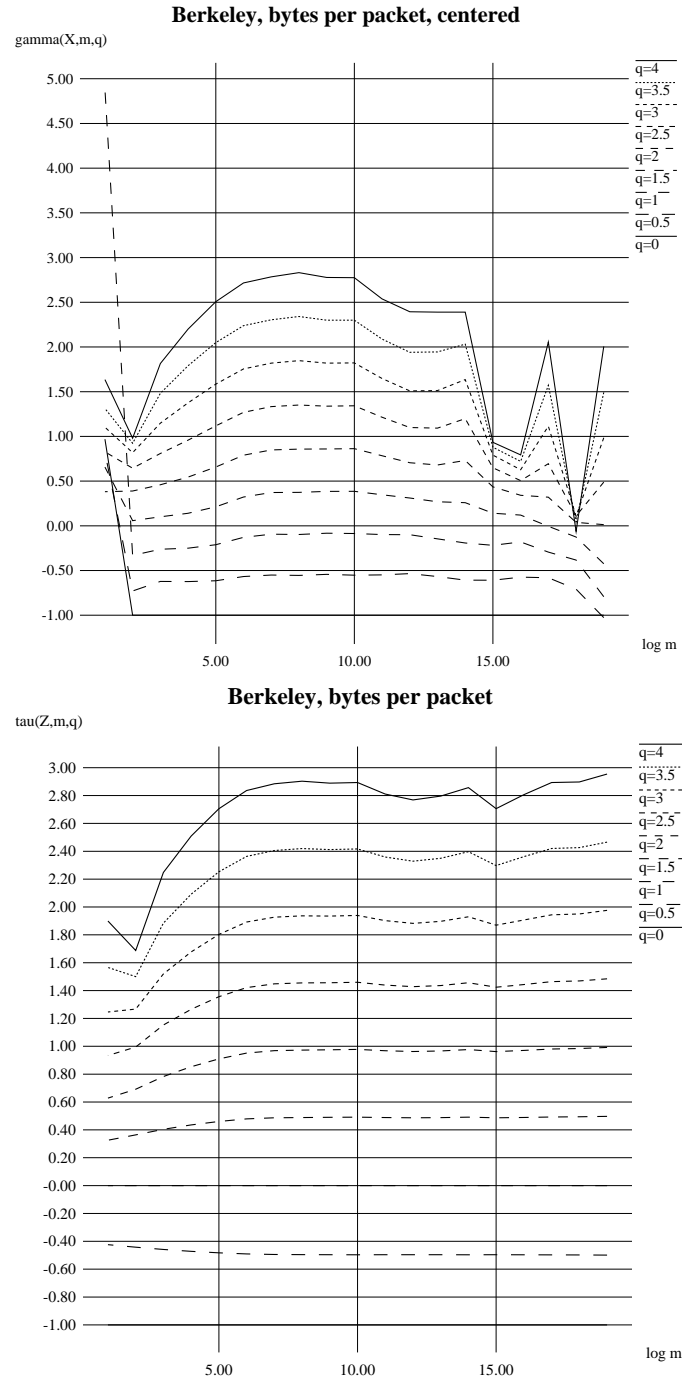 Berkeley, bytes per packet, centered
gamma(X,m,q)
q=4
q=3.5
q=3
q=2.5
q=2
q=1.5
q=1
q=0.5
q=0
5.00
4.50
4.00
3.50
3.00
2.50
2.00
1.50
1.00
0.50
0.00
-0.50
-1.00
log m
5.00 10.00 15.00
Berkeley, bytes per packet
tau(Z,m,q)
q=4
q=3.5
q=3
q=2.5
q=2
q=1.5
q=1
q=0.5
q=0
3.00
2.80
2.60
2.40
2.20
2.00
1.80
1.60
1.40
1.20
1.00
0.80
0.60
0.40
0.20
-0.00
-0.20
-0.40
-0.60
-0.80
-1.00
log m
5.00 10.00 15.00